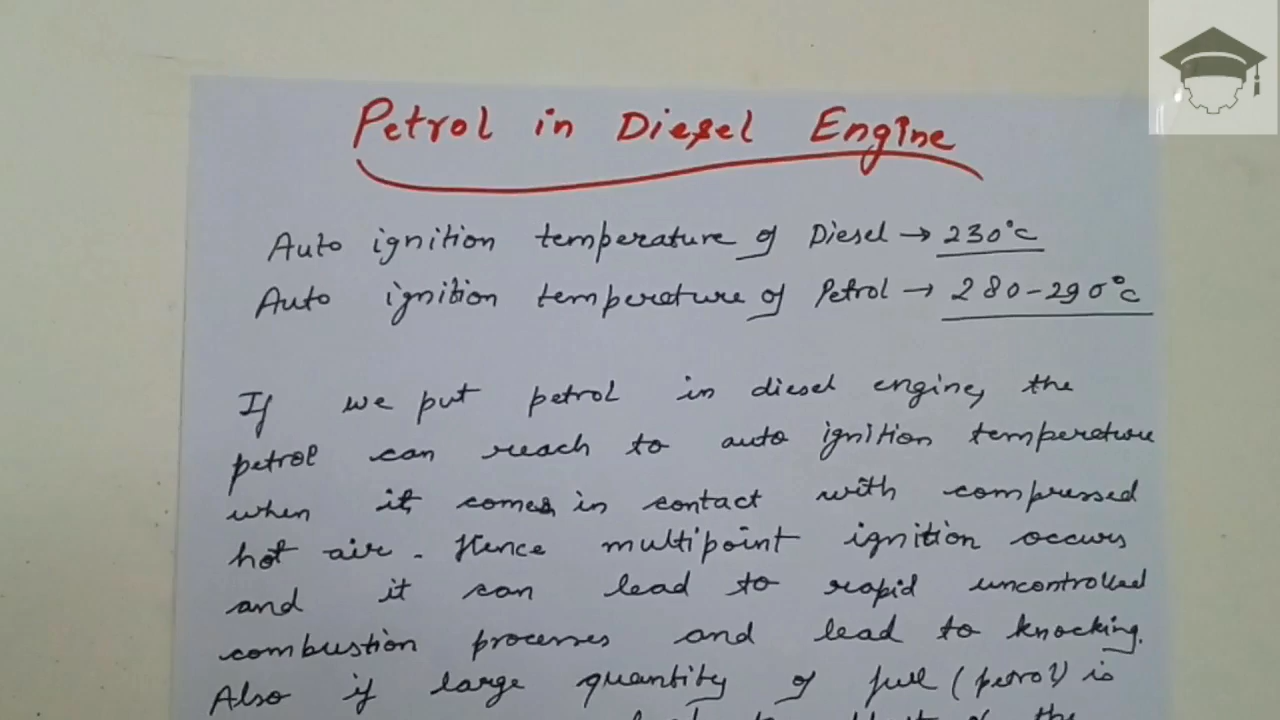 Petrol in Diesel Engine
Auto ignition temperature of Diesel → 230°c
Auto ignition temperature of Petrol → 280-290°c
If we put petrol in diesel engine, the
petrol can reach to auto ignition temperature
when it comes in contact with compressed
hot air. Hence multipoint ignition occurs
and it can lead to rapid uncontrolled
combustion processes and lead to knocking.
Also if large quantity of fuel (petrol) is